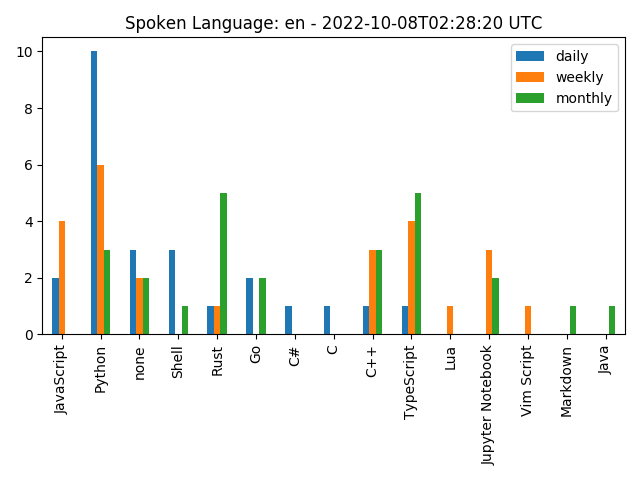 Spoken Language: en - 2022-10-08T02:28:20 UTC
daily
weekly
monthly
10
8
6
4
2
0
JavaScript
Python
none
Shell
Rust
Go
C#
C
C++
TypeScript
Lua
Jupyter Notebook
Vim Script
Markdown
Java